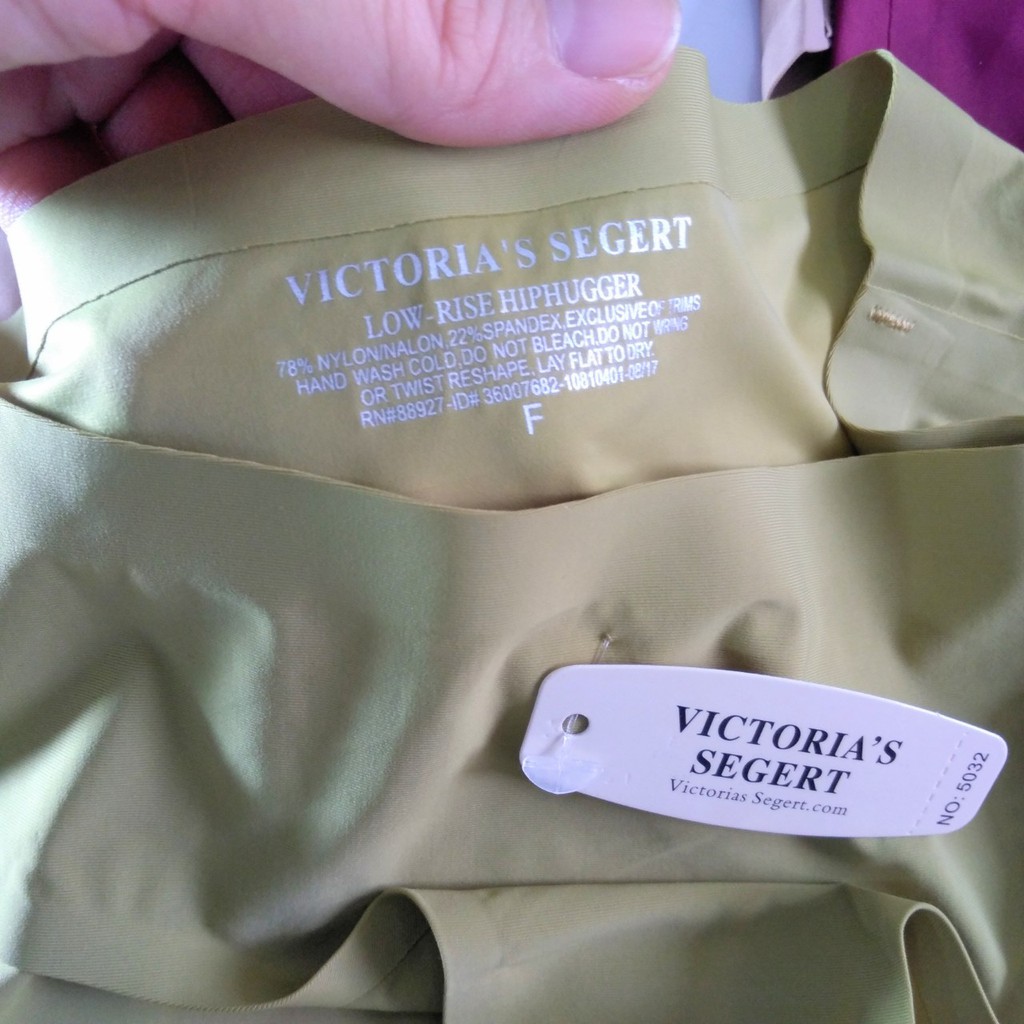 VICTORIA'S SEGERT
LOW-RISE HIPHUGGER
78% NYLON/NALON, 22%SPANDEX, EXCLUSIVE OF TRIMS
HAND WASH COLD,DO NOT BLEACH,DO NOT WRING
OR TWIST RESHAPE, LAY FLAT TO DRY.
RN#88927-ID# 36007682-10810401-08/17
F
VICTORIA'S
SEGERT
Victorias Segert.com
NO: 5032